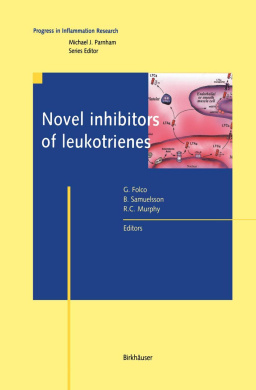 Progress in Inflammation Research
Michael J. Parnham
Series Editor
Novel inhibitors
of leukotrienes
G. Folco
B. Samuelsson
R.C. Murphy
Editors
Birkhäuser